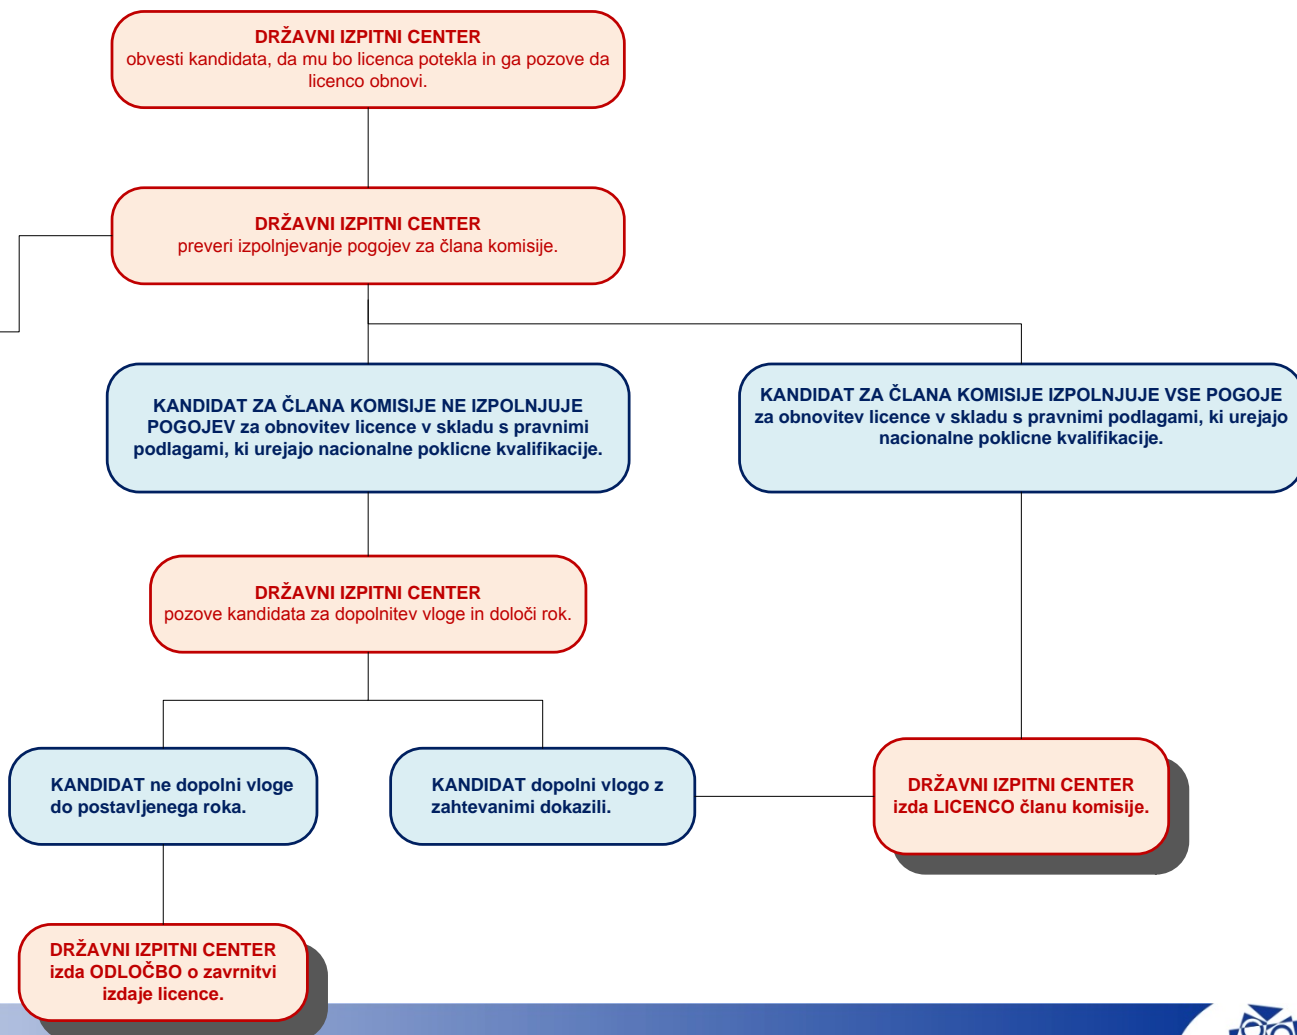 DRŽAVNI IZPITNI CENTER
obvesti kandidata, da mu bo licenca potekla in ga pozove da
licenco obnovi.
DRŽAVNI IZPITNI CENTER
preveri izpolnjevanje pogojev za člana komisije.
KANDIDAT ZA ČLANA KOMISIJE NE IZPOLNJUJE
POGOJEV za obnovitev licence v skladu s pravnimi
podlagami, ki urejajo nacionalne poklicne kvalifikacije.
KANDIDAT ZA ČLANA KOMISIJE IZPOLNJUJE VSE POGOJE
za obnovitev licence v skladu s pravnimi podlagami, ki urejajo
nacionalne poklicne kvalifikacije.
DRŽAVNI IZPITNI CENTER
pozove kandidata za dopolnitev vloge in določi rok.
KANDIDAT ne dopolni vloge
do postavljenega roka.
KANDIDAT dopolni vlogo z
zahtevanimi dokazili.
DRŽAVNI IZPITNI CENTER
izda LICENCO članu komisije.
DRŽAVNI IZPITNI CENTER
izda ODLOČBO o zavrnitvi
izdaje licence.